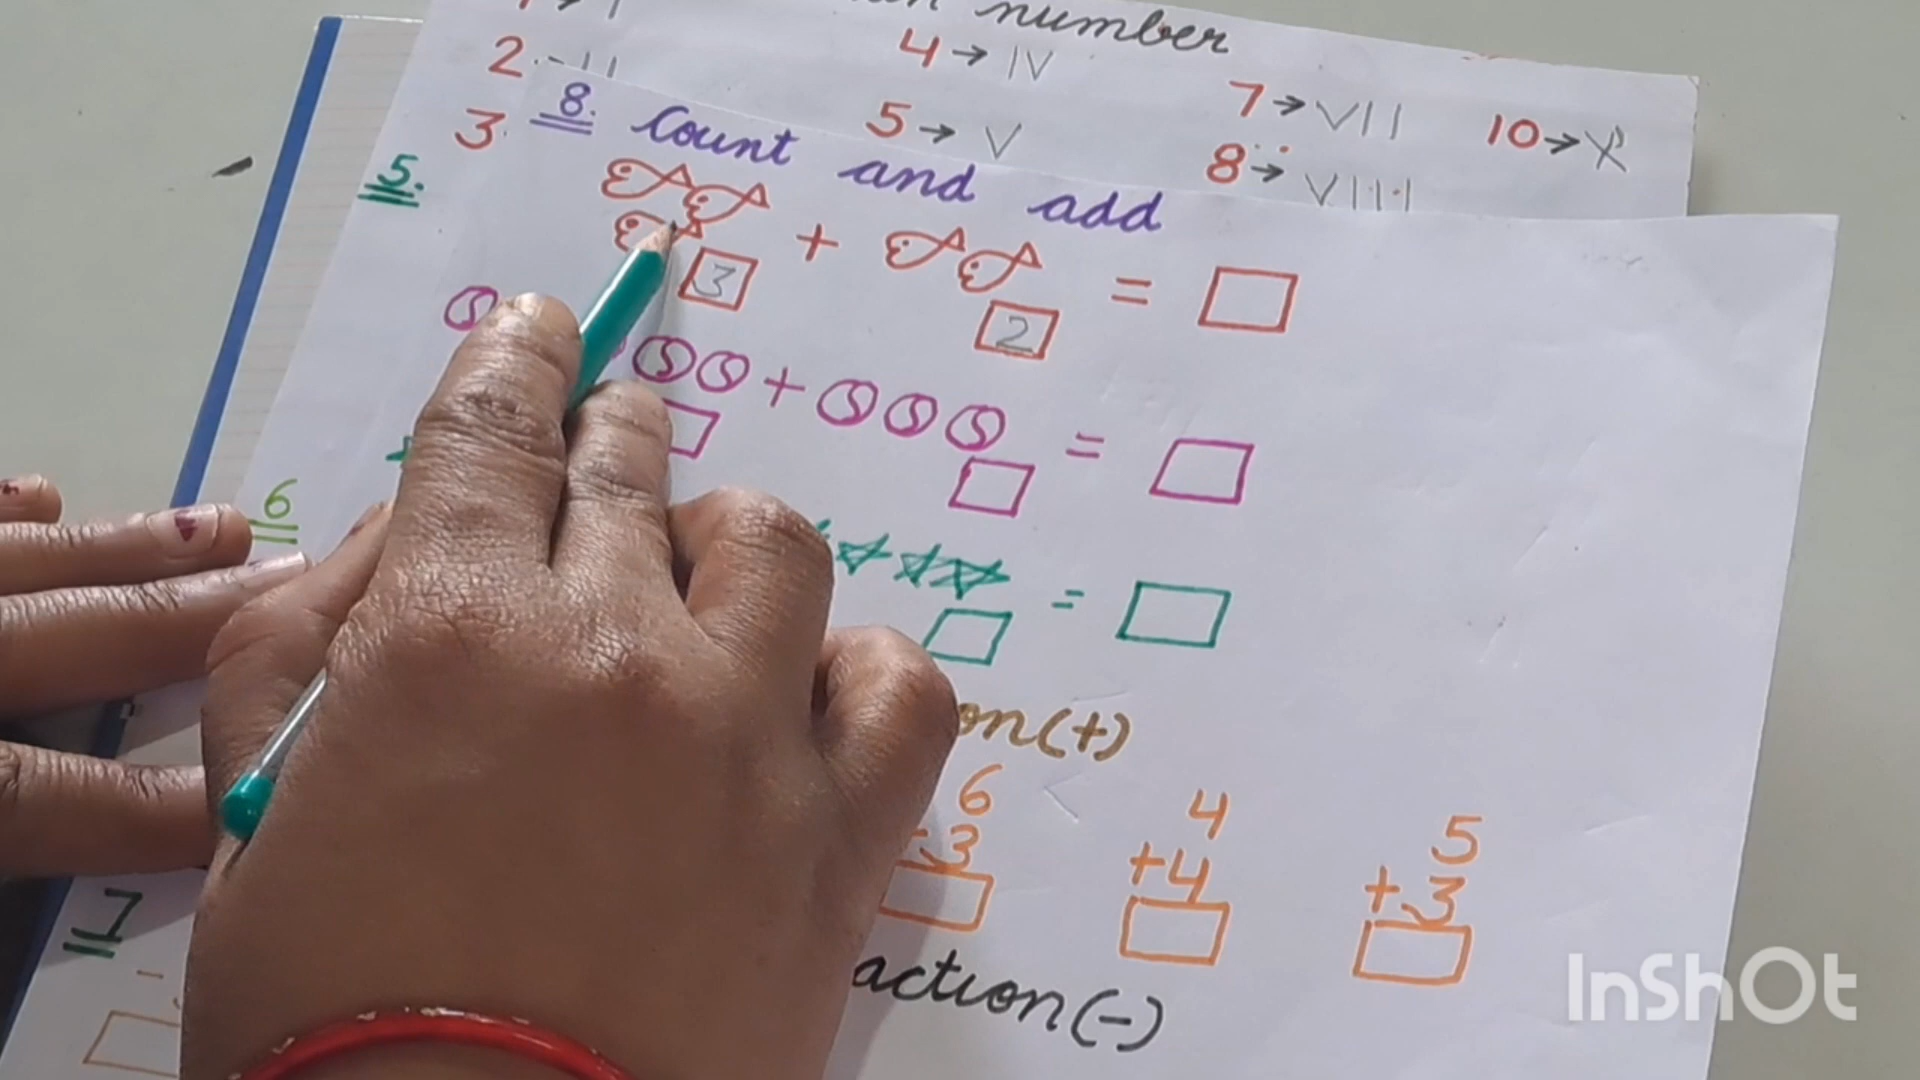 number
2 → II
4 → IV
7 → VII
10 → X
3
5 → V
8 → VIII
8. Count and add
5.
+ =
3
2
+ =
6
=
on(+)
6
3
4
+4
5
+3
7
action(-)
InShOt